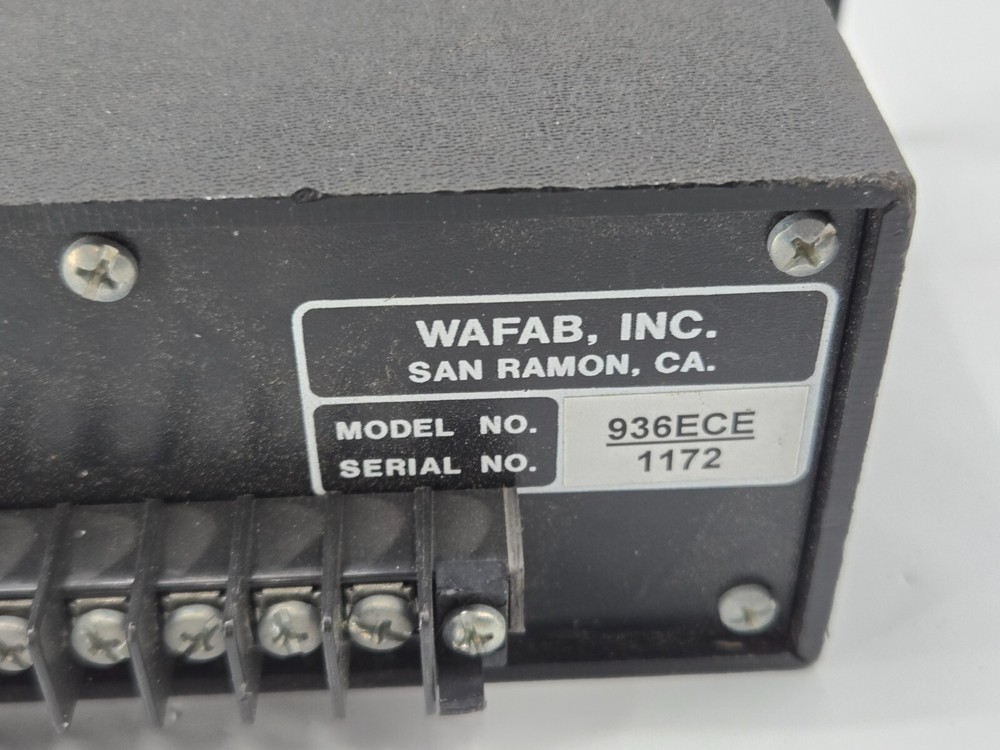 WAFAB, INC.
SAN RAMON, CA.
MODEL NO. 936ECE
SERIAL NO. 1172